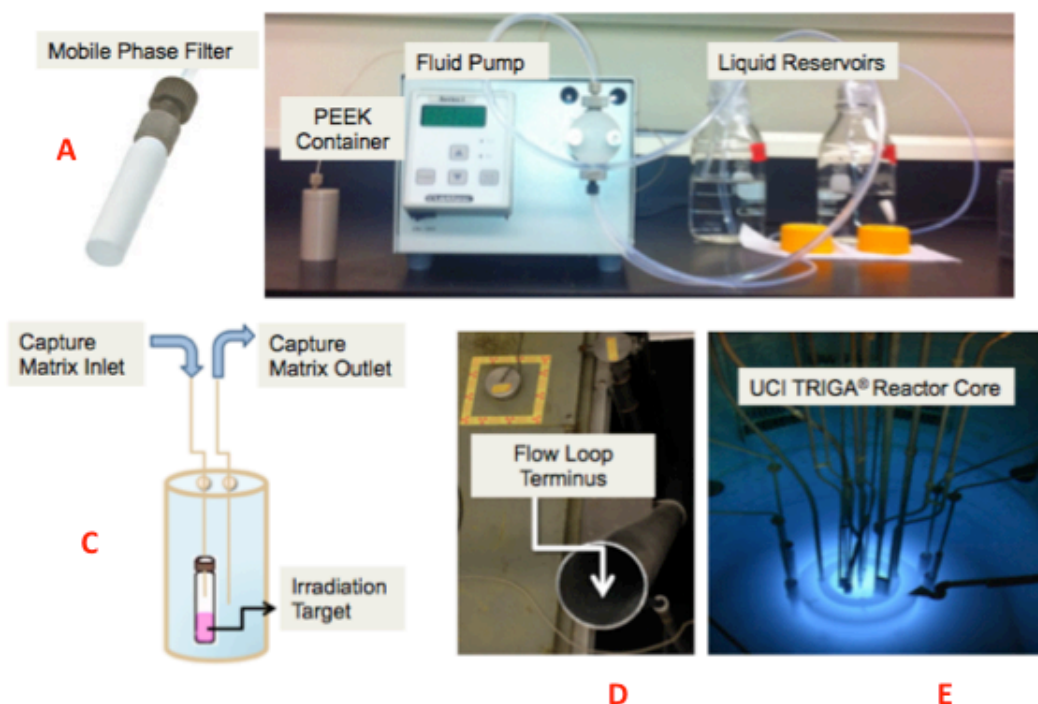 Mobile Phase Filter
A
PEEK
Container
Fluid Pump
Liquid Reservoirs
Capture
Matrix Inlet
Capture
Matrix Outlet
C
Irradiation
Target
Flow Loop
Terminus
D
UCI TRIGA® Reactor Core
E